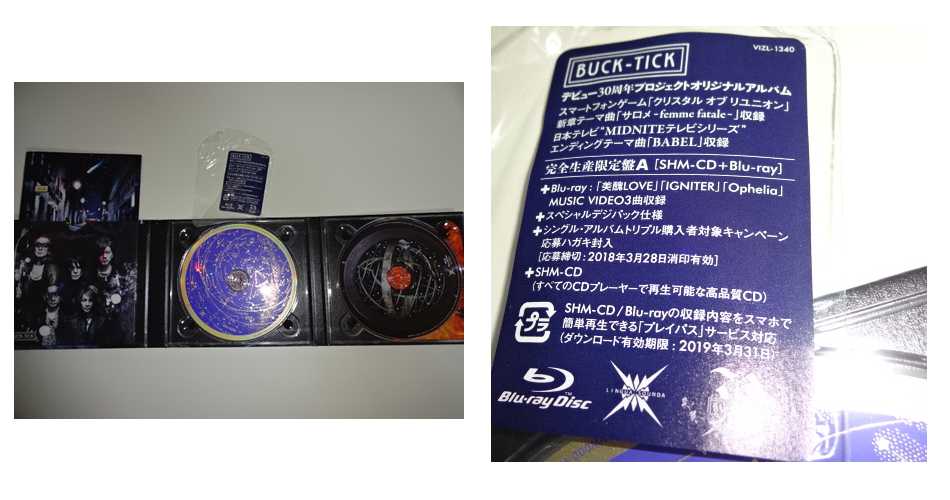 BUCK-TICK
VIZL-1340
BUCK-TICK
デビュー30周年プロジェクトオリジナルアルバム
スマートフォンゲーム「クリスタル オブ リユニオン」
新章テーマ曲「サロメ -femme fatale-」収録
日本テレビ"MIDNITEテレビシリーズ"
エンディングテーマ曲「BABEL」収録
完全生産限定盤A [SHM-CD+Blu-ray]
+Blu-ray:「美醜LOVE」「IGNITER」「Ophelia」
MUSIC VIDEO3曲収録
+スペシャルデジパック仕様
+シングル・アルバムトリプル購入者対象キャンペーン
応募ハガキ封入
[応募締切:2018年3月28日消印有効]
+SHM-CD
(すべてのCDプレーヤーで再生可能な高品質CD)
プラ
SHM-CD/Blu-rayの収録内容をスマホで
簡単再生できる「プレイパス」サービス対応
(ダウンロード有効期限:2019年3月31日)
Blu-ray Disc
LINGUA SOUNDA